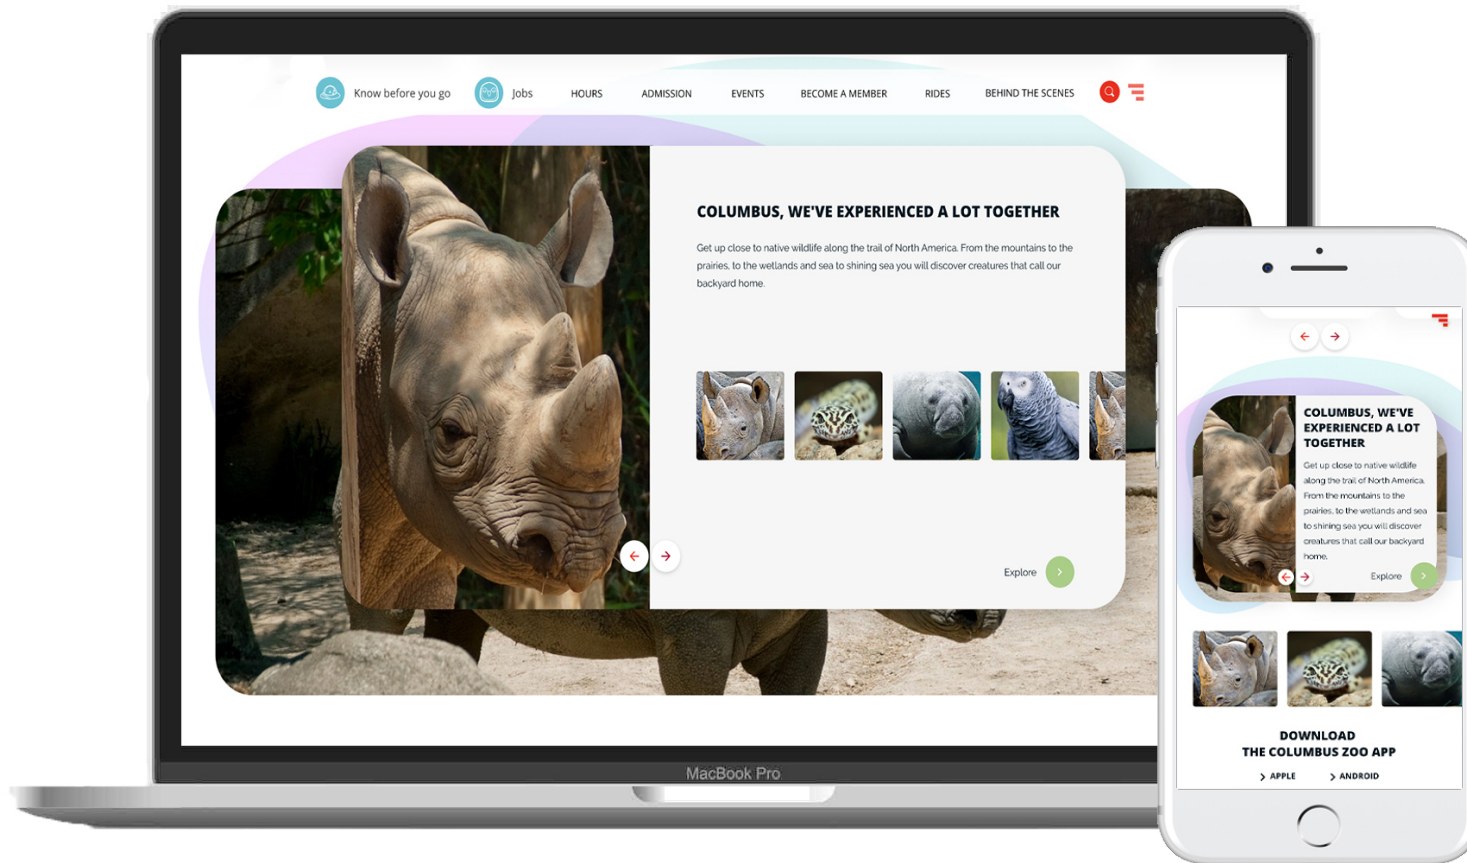 Know before you go
Jobs
HOURS
ADMISSION
EVENTS
BECOME A MEMBER
RIDES
BEHIND THE SCENES
COLUMBUS, WE'VE EXPERIENCED A LOT TOGETHER
Get up close to native wildlife along the trail of North America. From the mountains to the
prairies, to the wetlands and sea to shining sea you will discover creatures that call our
backyard home.
Explore
MacBook Pro
COLUMBUS, WE'VE
EXPERIENCED A LOT
TOGETHER
Get up close to native wildlife
along the trail of North America.
From the mountains to the
prairies, to the wetlands and sea
to shining sea you will discover
creatures that call our backyard
home.
Explore
DOWNLOAD
THE COLUMBUS ZOO APP
APPLE
ANDROID